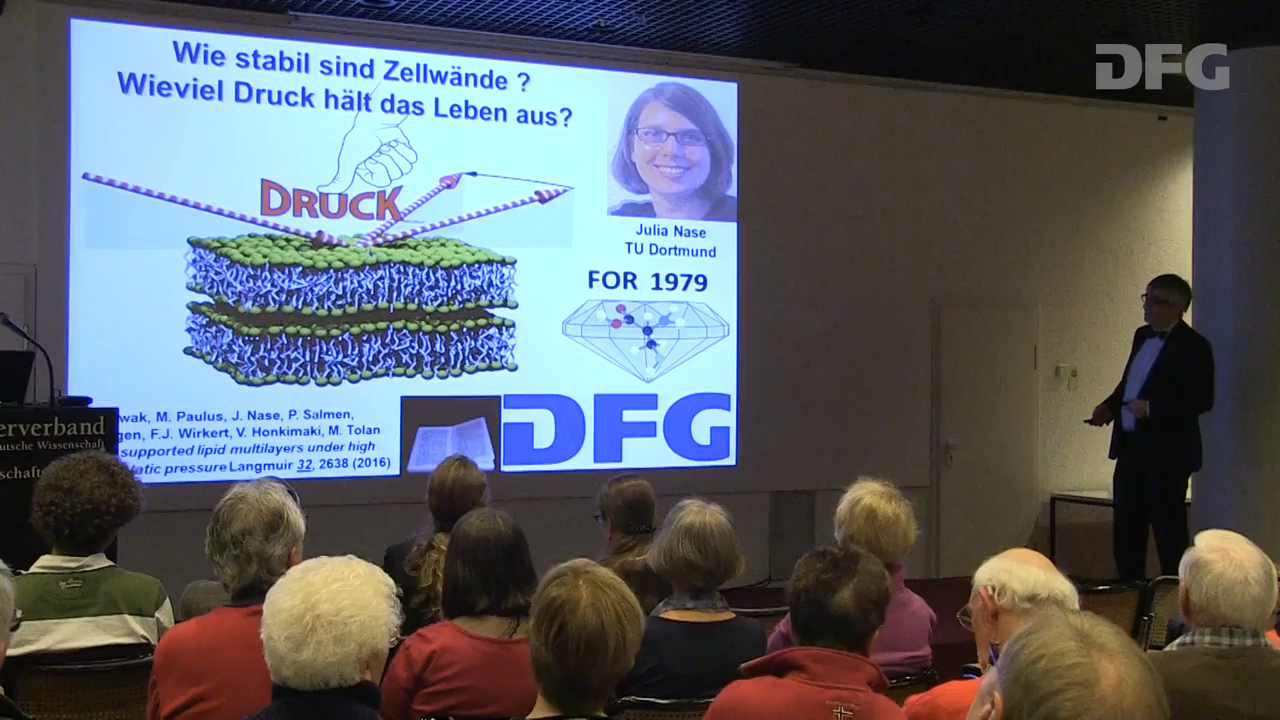 Wie stabil sind Zellwände ?
Wieviel Druck hält das Leben aus?
DFG
DRUCK
Julia Nase
TU Dortmund
FOR 1979
DFG
wak, M. Paulus, J. Nase, P. Salmen,
gen, F.J. Wirkert, V. Honkimaki, M. Tolan
supported lipid multilayers under high
atic pressure Langmuir 32, 2638 (2016)
erverband
utsche Wissenschaft
schafts